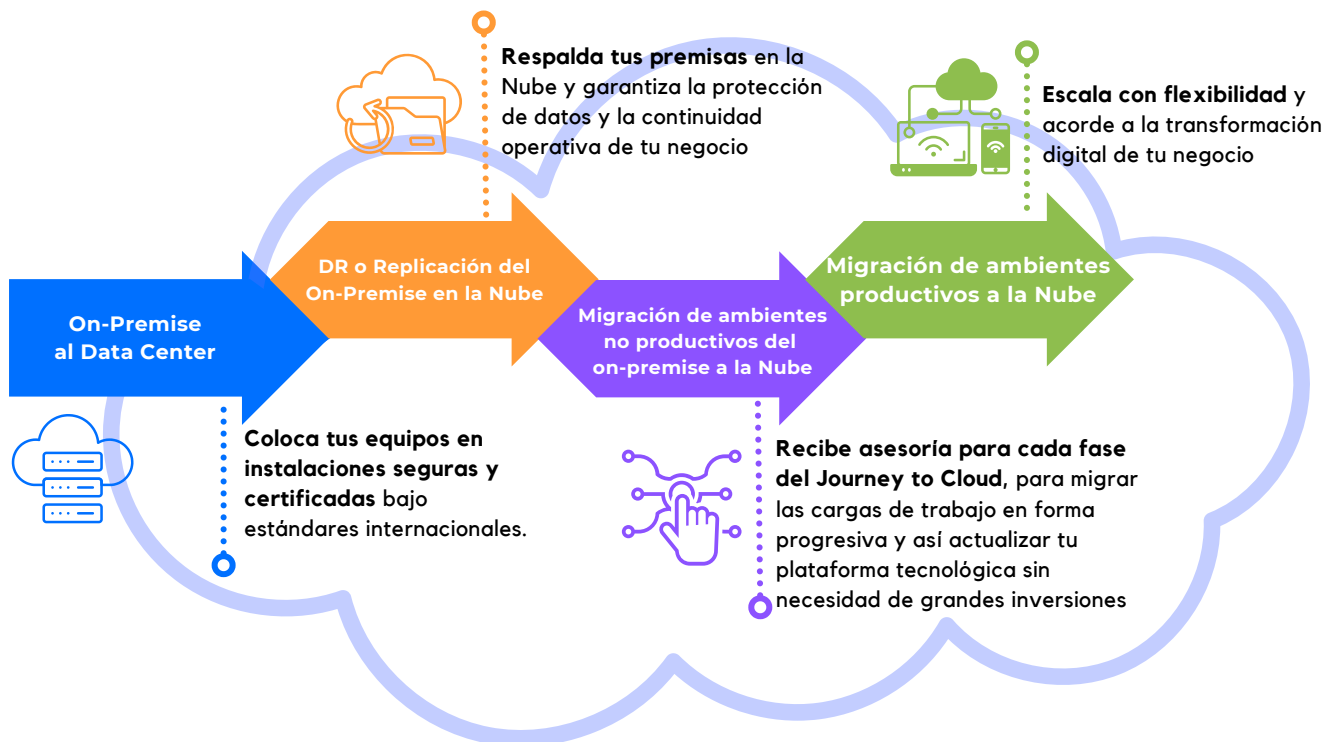 Respalda tus premisas en la
Nube y garantiza la protección
de datos y la continuidad
operativa de tu negocio
Escala con flexibilidad y
acorde a la transformación
digital de tu negocio
On-Premise
al Data Center
DR o Replicación del
On-Premise en la Nube
Migración de ambientes
no productivos del
on-premise a la Nube
Migración de ambientes
productivos a la Nube
Coloca tus equipos en
instalaciones seguras y
certificadas bajo
estándares internacionales.
Recibe asesoría para cada fase
del Journey to Cloud, para migrar
las cargas de trabajo en forma
progresiva y así actualizar tu
plataforma tecnológica sin
necesidad de grandes inversiones